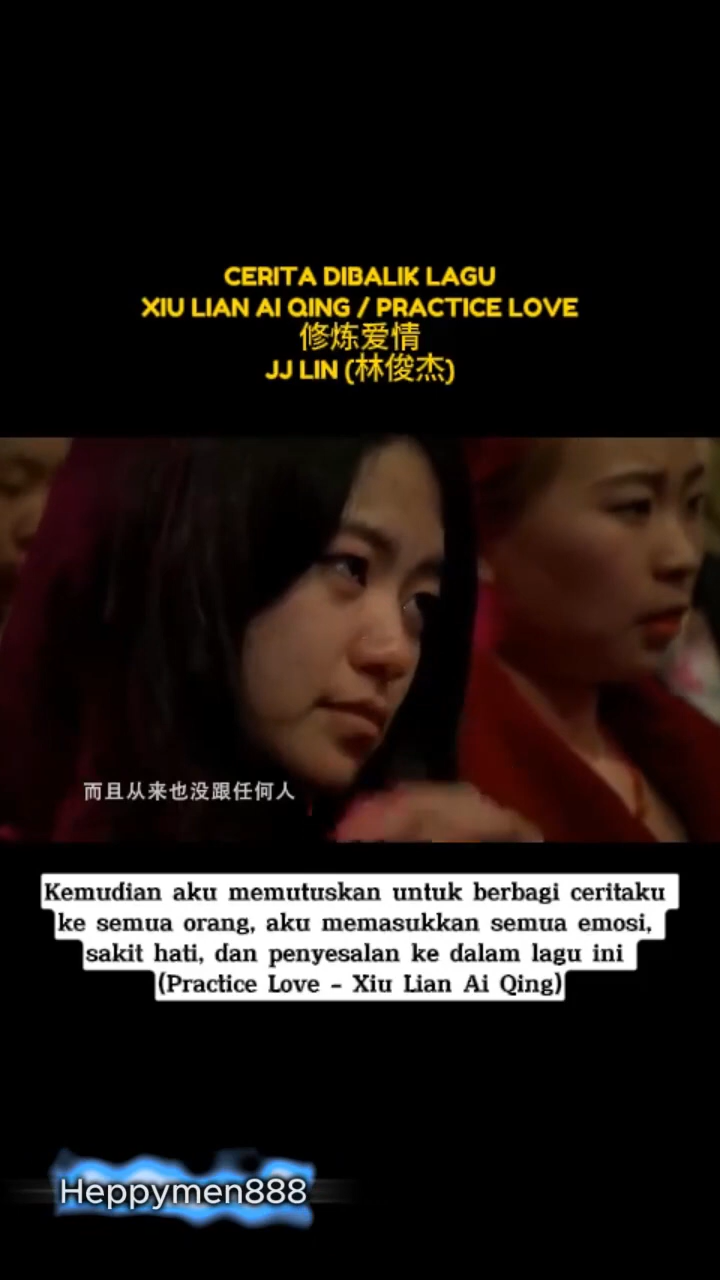 CERITA DIBALIK LAGU
XIU LIAN AI QING / PRACTICE LOVE
修炼爱情
JJ LIN (林俊杰)
而且从来也没跟任何人
Kemudian aku memutuskan untuk berbagi ceritaku
ke semua orang, aku memasukkan semua emosi,
sakit hati, dan penyesalan ke dalam lagu ini
(Practice Love - Xiu Lian Ai Qing)
Heppymen888